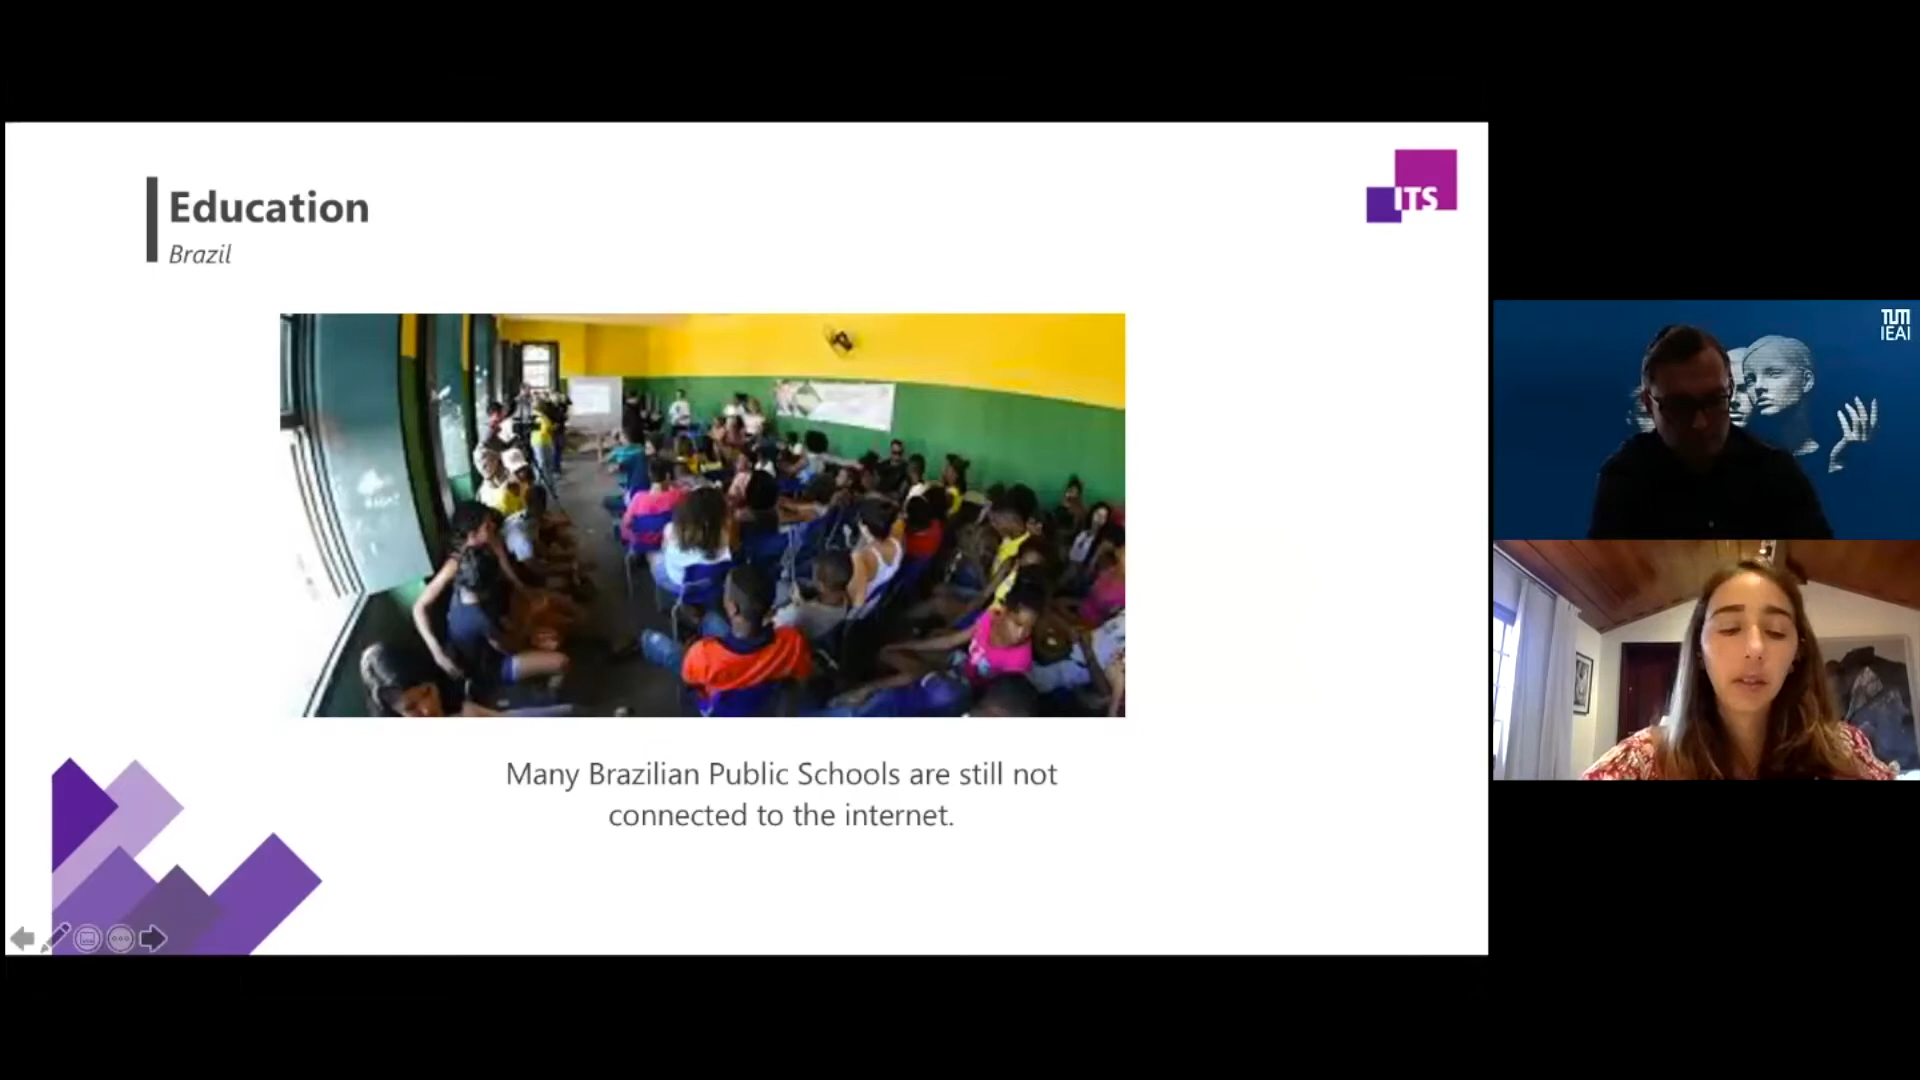 Education
Brazil
ITS
Many Brazilian Public Schools are still not
connected to the internet.
TUM
IEAI